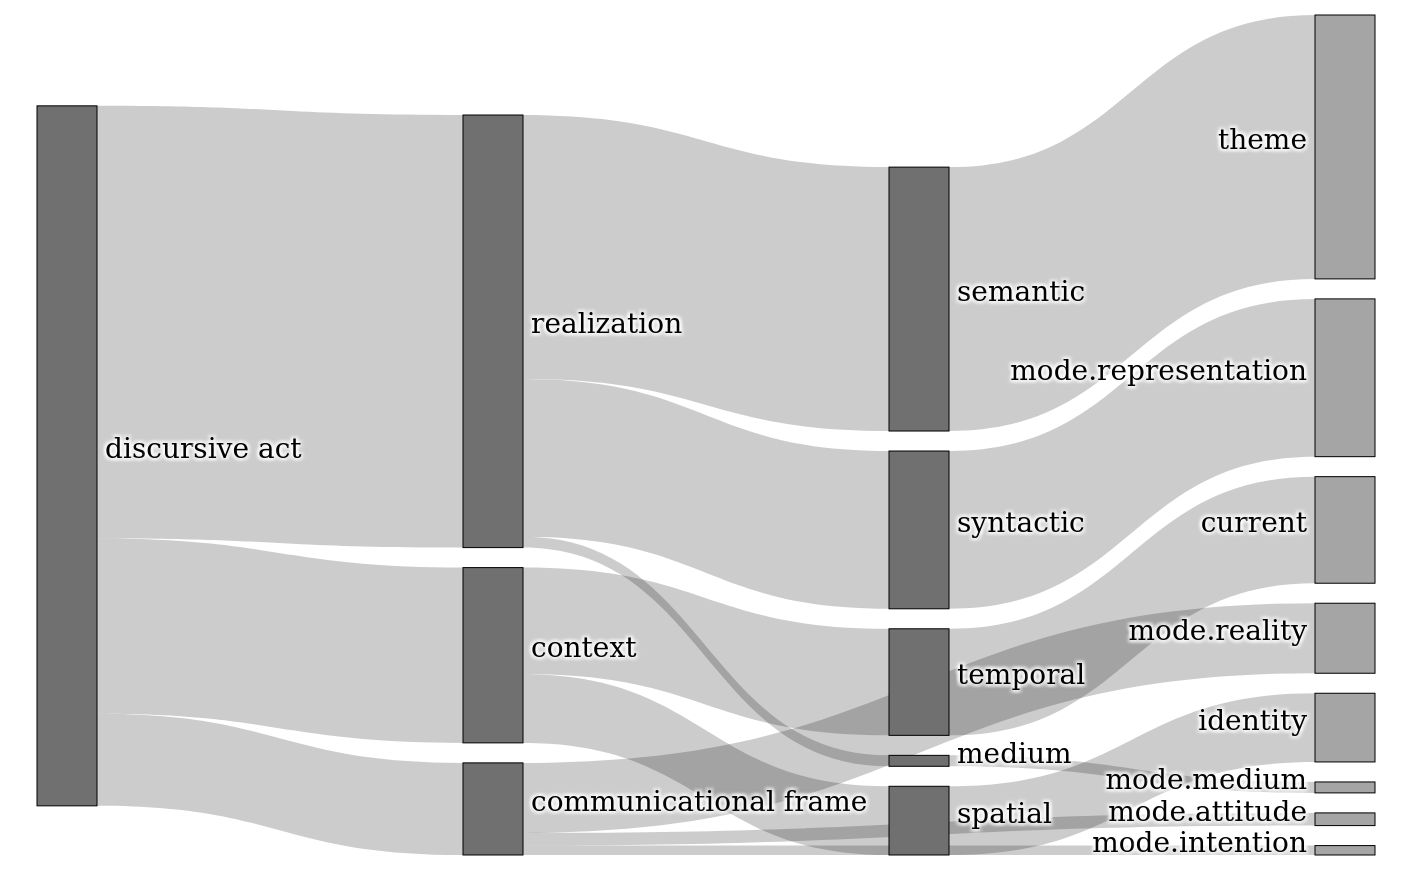 discursive act
realization
context
communicational frame
semantic
syntactic
temporal
medium
spatial
theme
mode.representation
current
mode.reality
identity
mode.medium
mode.attitude
mode.intention